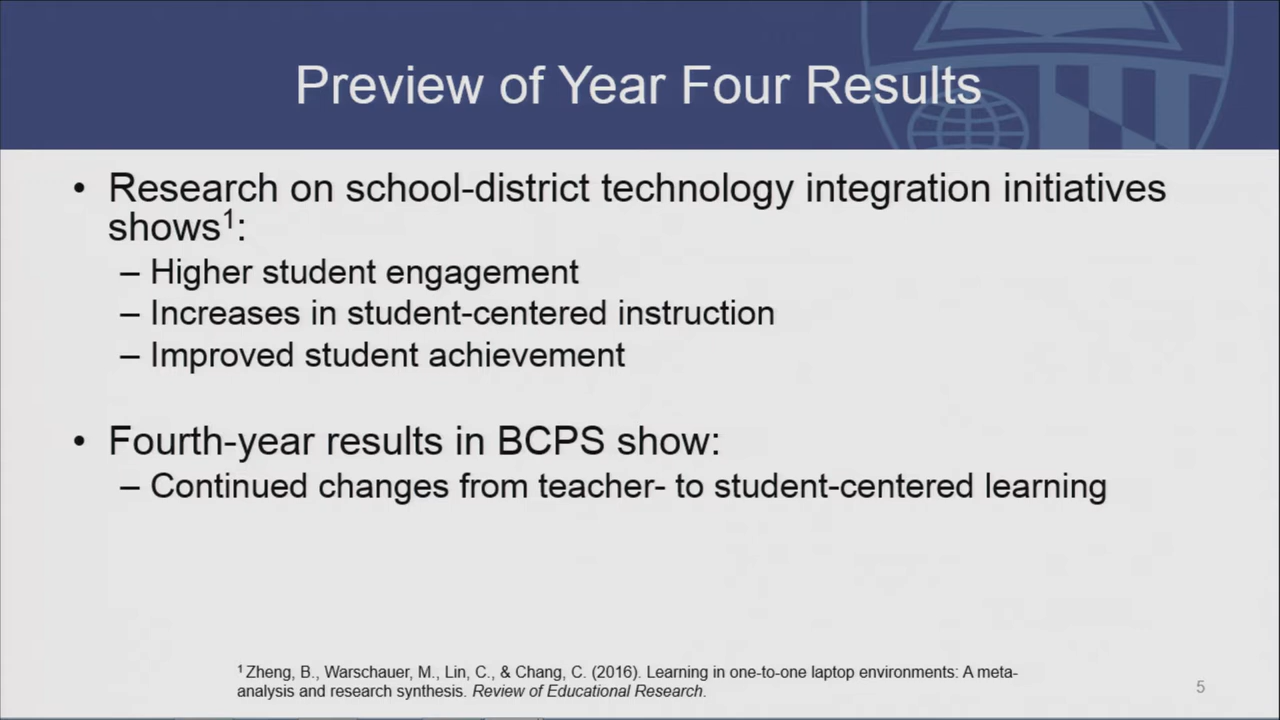 Preview of Year Four Results
• Research on school-district technology integration initiatives
shows¹:
– Higher student engagement
– Increases in student-centered instruction
– Improved student achievement
• Fourth-year results in BCPS show:
– Continued changes from teacher- to student-centered learning
¹ Zheng, B., Warschauer, M., Lin, C., & Chang, C. (2016). Learning in one-to-one laptop environments: A meta-
analysis and research synthesis. Review of Educational Research.
5